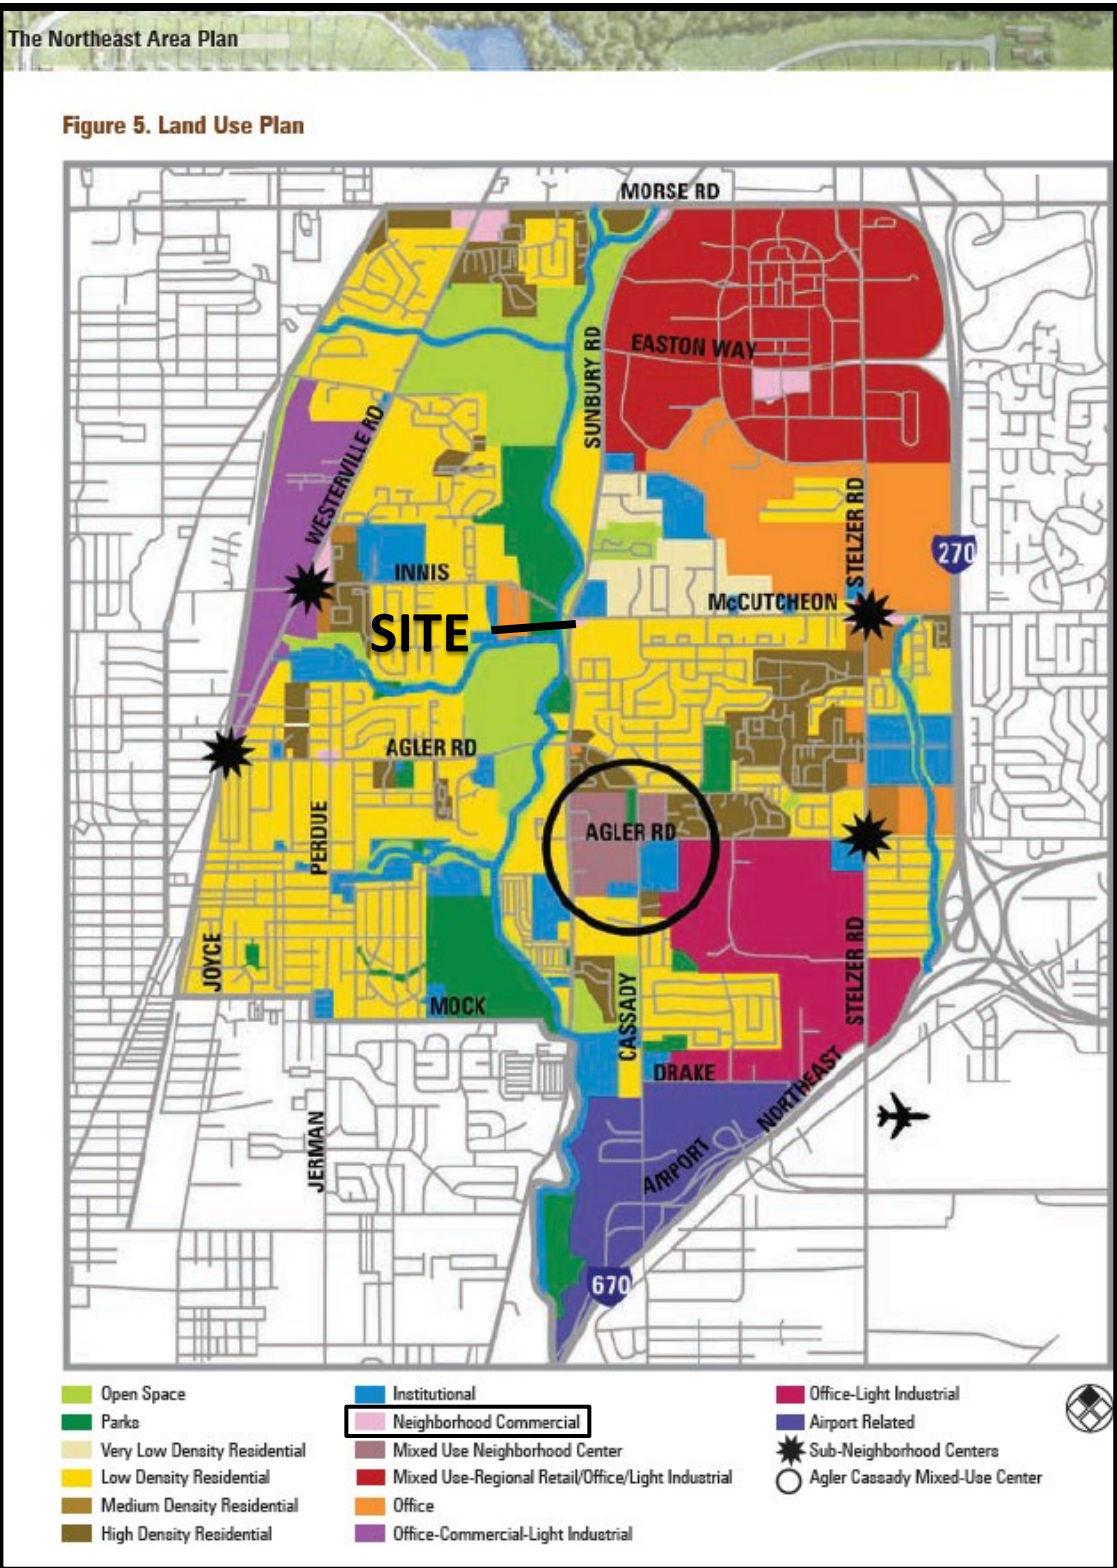 The Northeast Area Plan
Figure 5. Land Use Plan
MORSE RD
SUNBURY RD
EASTON WAY
WESTERVILLE RD
STELZER RD
270
INNIS
McCUTCHEON
SITE
AGLER RD
AGLER RD
PERDUE
JOYCE
STELZER RD
MOCK
CASSADY
DRAKE
NORTHEAST
JERMAN
AIRPORT
670
Open Space
Parks
Very Low Density Residential
Low Density Residential
Medium Density Residential
High Density Residential
Institutional
Neighborhood Commercial
Mixed Use Neighborhood Center
Mixed Use-Regional Retail/Office/Light Industrial
Office
Office-Commercial-Light Industrial
Office-Light Industrial
Airport Related
Sub-Neighborhood Centers
Agler Cassady Mixed-Use Center